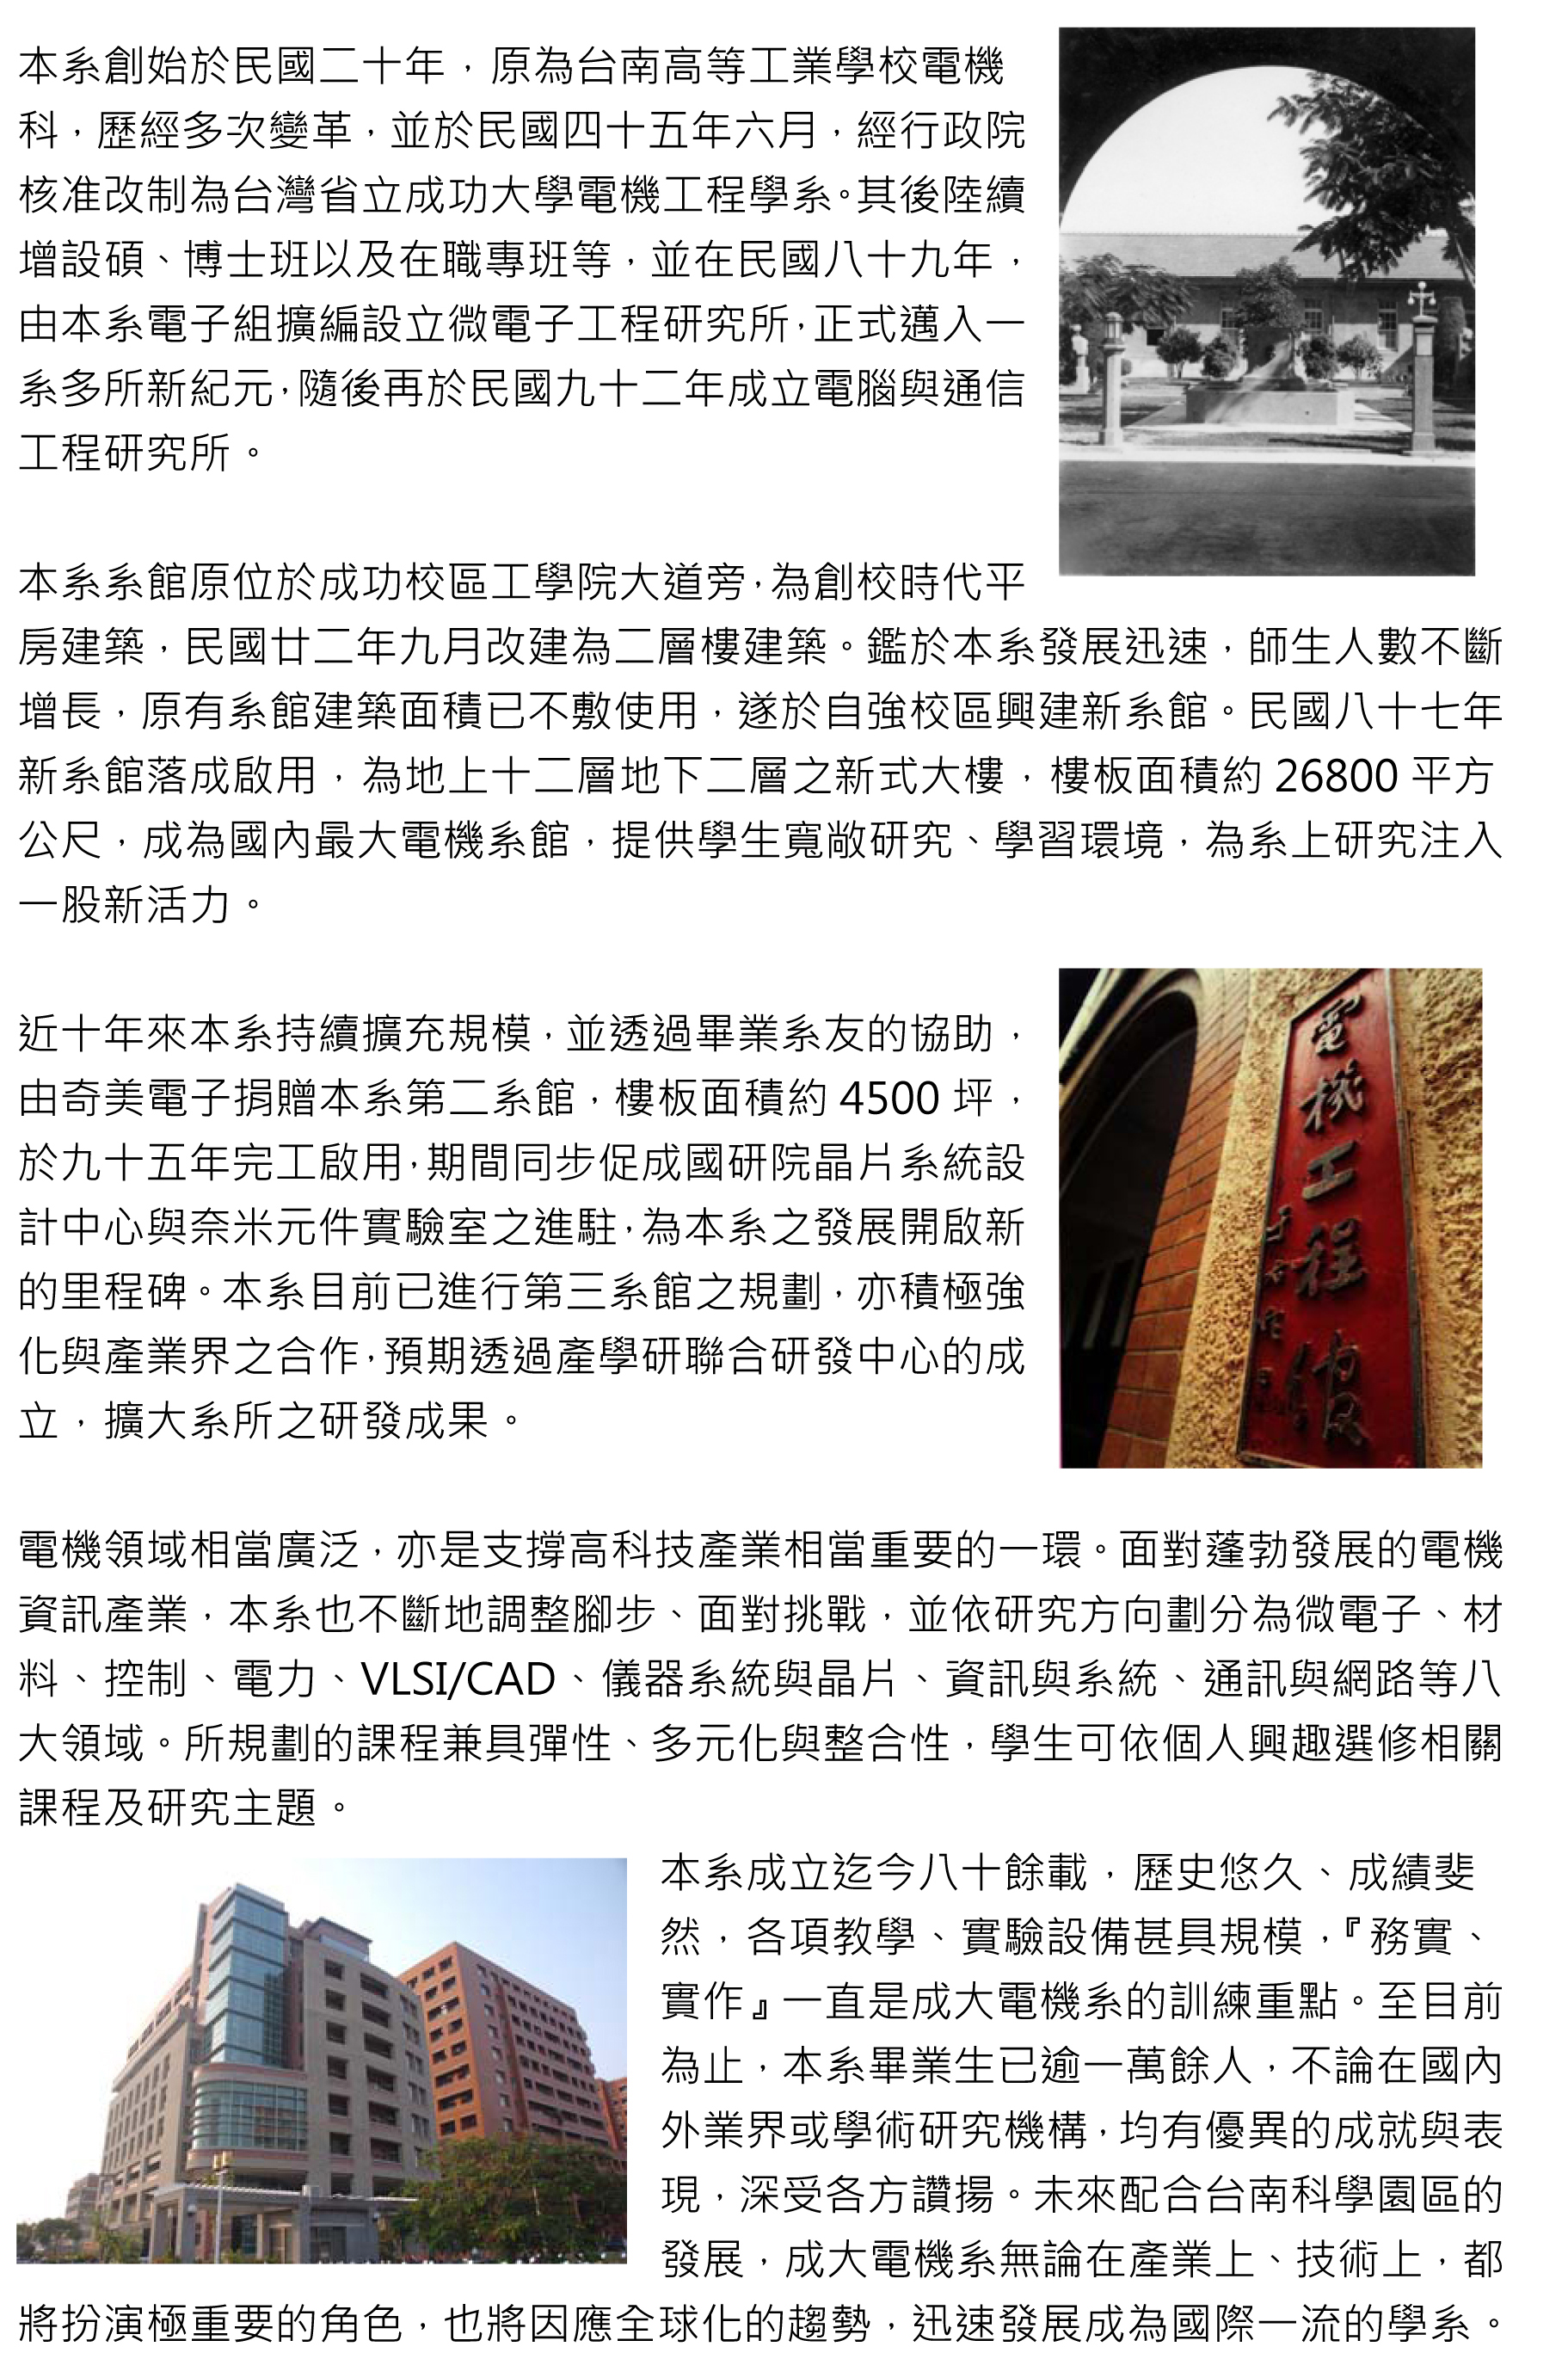 本系創始於民國二十年，原為台南高等工業學校電機
科，歷經多次變革，並於民國四十五年六月，經行政院
核准改制為台灣省立成功大學電機工程學系。其後陸續
增設碩、博士班以及在職專班等，並在民國八十九年，
由本系電子組擴編設立微電子工程研究所，正式邁入一
系多所新紀元，隨後再於民國九十二年成立電腦與通信
工程研究所。
本系系館原位於成功校區工學院大道旁，為創校時代平
房建築，民國廿二年九月改建為二層樓建築。鑑於本系發展迅速，師生人數不斷
增長，原有系館建築面積已不敷使用，遂於自強校區興建新系館。民國八十七年
新系館落成啟用，為地上十二層地下二層之新式大樓，樓板面積約 26800 平方
公尺，成為國內最大電機系館，提供學生寬敞研究、學習環境，為系上研究注入
一股新活力。
近十年來本系持續擴充規模，並透過畢業系友的協助，
由奇美電子捐贈本系第二系館，樓板面積約 4500 坪，
於九十五年完工啟用，期間同步促成國研院晶片系統設
計中心與奈米元件實驗室之進駐，為本系之發展開啟新
的里程碑。本系目前已進行第三系館之規劃，亦積極強
化與產業界之合作，預期透過產學研聯合研發中心的成
立，擴大系所之研發成果。
電機工程館
電機領域相當廣泛，亦是支撐高科技產業相當重要的一環。面對蓬勃發展的電機
資訊產業，本系也不斷地調整腳步、面對挑戰，並依研究方向劃分為微電子、材
料、控制、電力、VLSI/CAD、儀器系統與晶片、資訊與系統、通訊與網路等八
大領域。所規劃的課程兼具彈性、多元化與整合性，學生可依個人興趣選修相關
課程及研究主題。
本系成立迄今八十餘載，歷史悠久、成績斐
然，各項教學、實驗設備甚具規模，『務實、
實作』一直是成大電機系的訓練重點。至目前
為止，本系畢業生已逾一萬餘人，不論在國內
外業界或學術研究機構，均有優異的成就與表
現，深受各方讚揚。未來配合台南科學園區的
發展，成大電機系無論在產業上、技術上，都
將扮演極重要的角色，也將因應全球化的趨勢，迅速發展成為國際一流的學系。